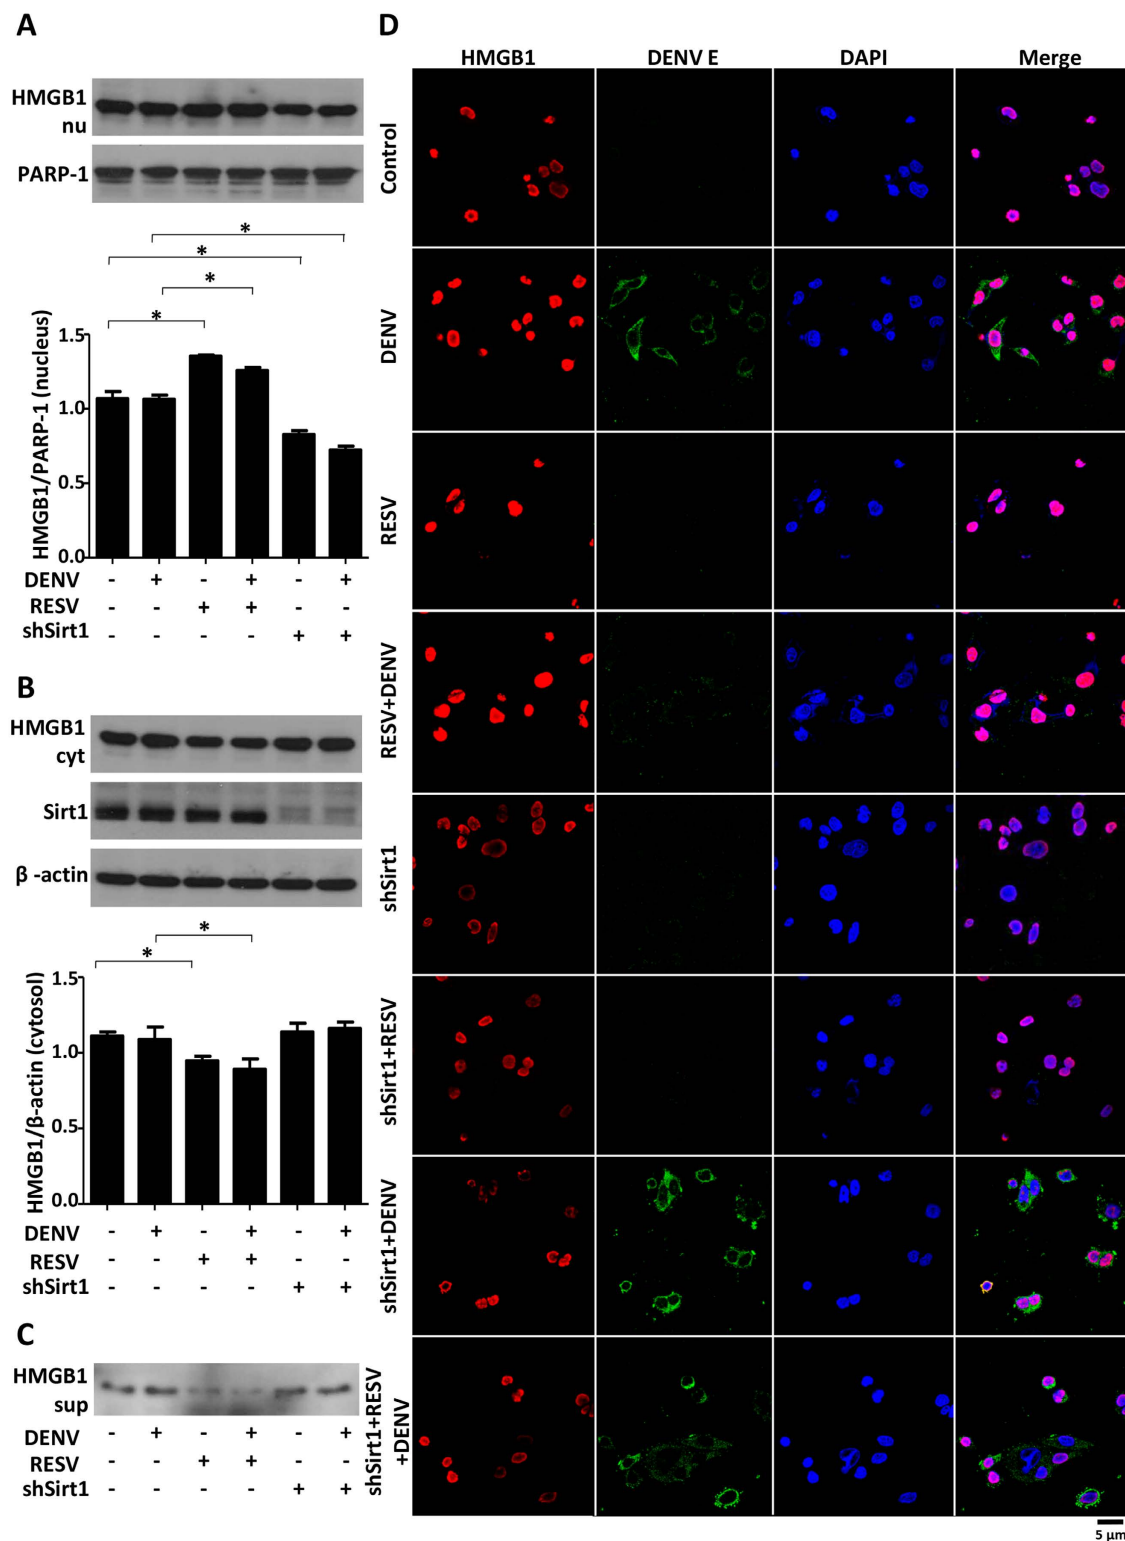 A
HMGB1
nu
PARP-1
*
*
*
*
HMGB1/PARP-1 (nucleus)
1.5
1.0
0.5
0.0
DENV - + - + - +
RESV - - + + - -
shSirt1 - - - - + +
B
HMGB1
cyt
Sirt1
β -actin
*
*
HMGB1/β-actin (cytosol)
1.5
1.0
0.5
0.0
DENV - + - + - +
RESV - - + + - -
shSirt1 - - - - + +
C
HMGB1
sup
DENV - + - + - +
RESV - - + + - -
shSirt1 - - - - + +
D
HMGB1 DENV E DAPI Merge
Control
DENV
RESV
RESV+DENV
shSirt1
shSirt1+RESV
shSirt1+DENV
shSirt1+RESV
+DENV
5 μm